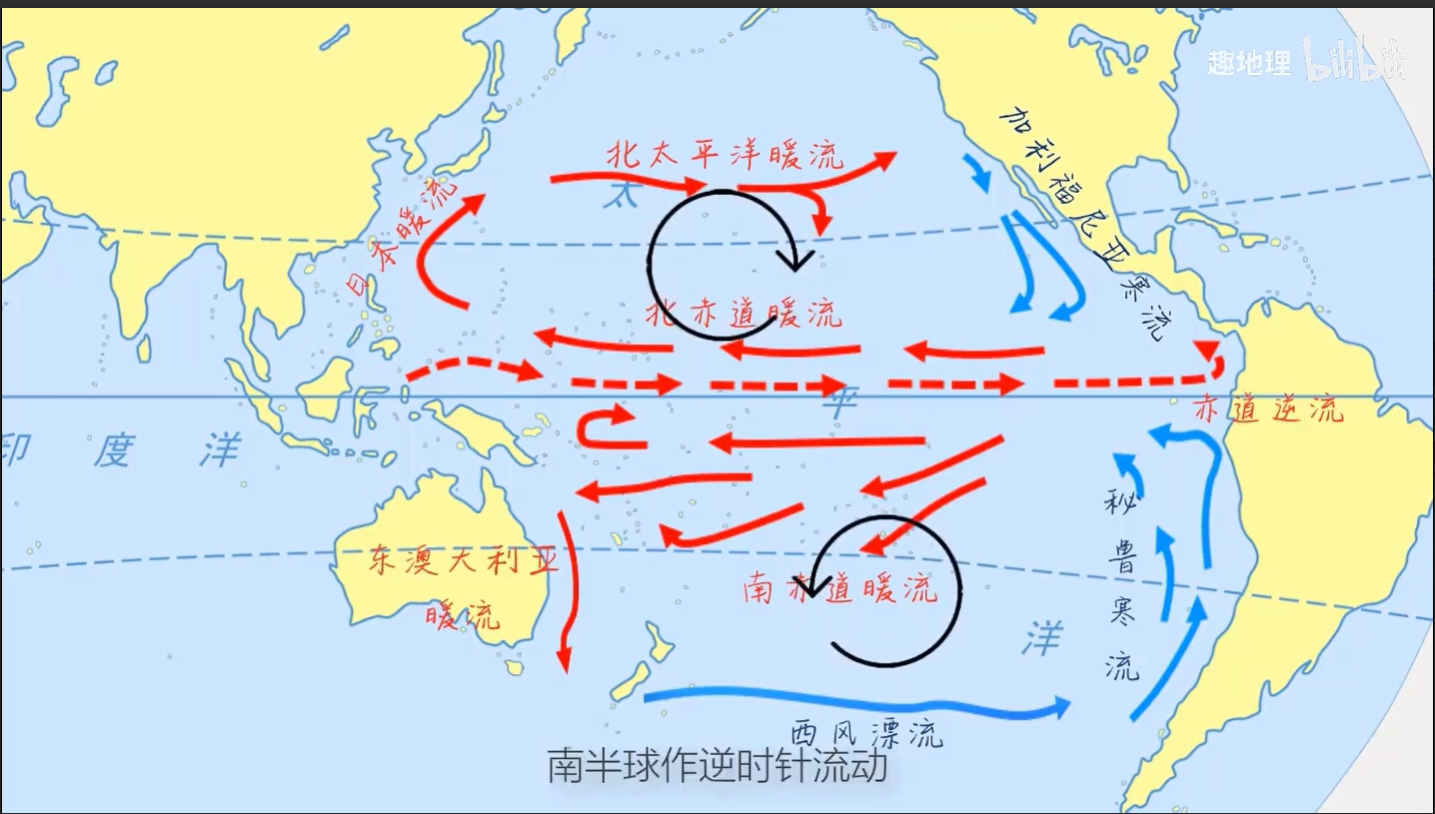 趣地理 bilibili
加利福尼亚寒流
北太平洋暖流
太
日本暖流
北赤道暖流
平
赤道逆流
印度洋
秘鲁寒流
东澳大利亚
暖流
南赤道暖流
洋
西风漂流
南半球作逆时针流动